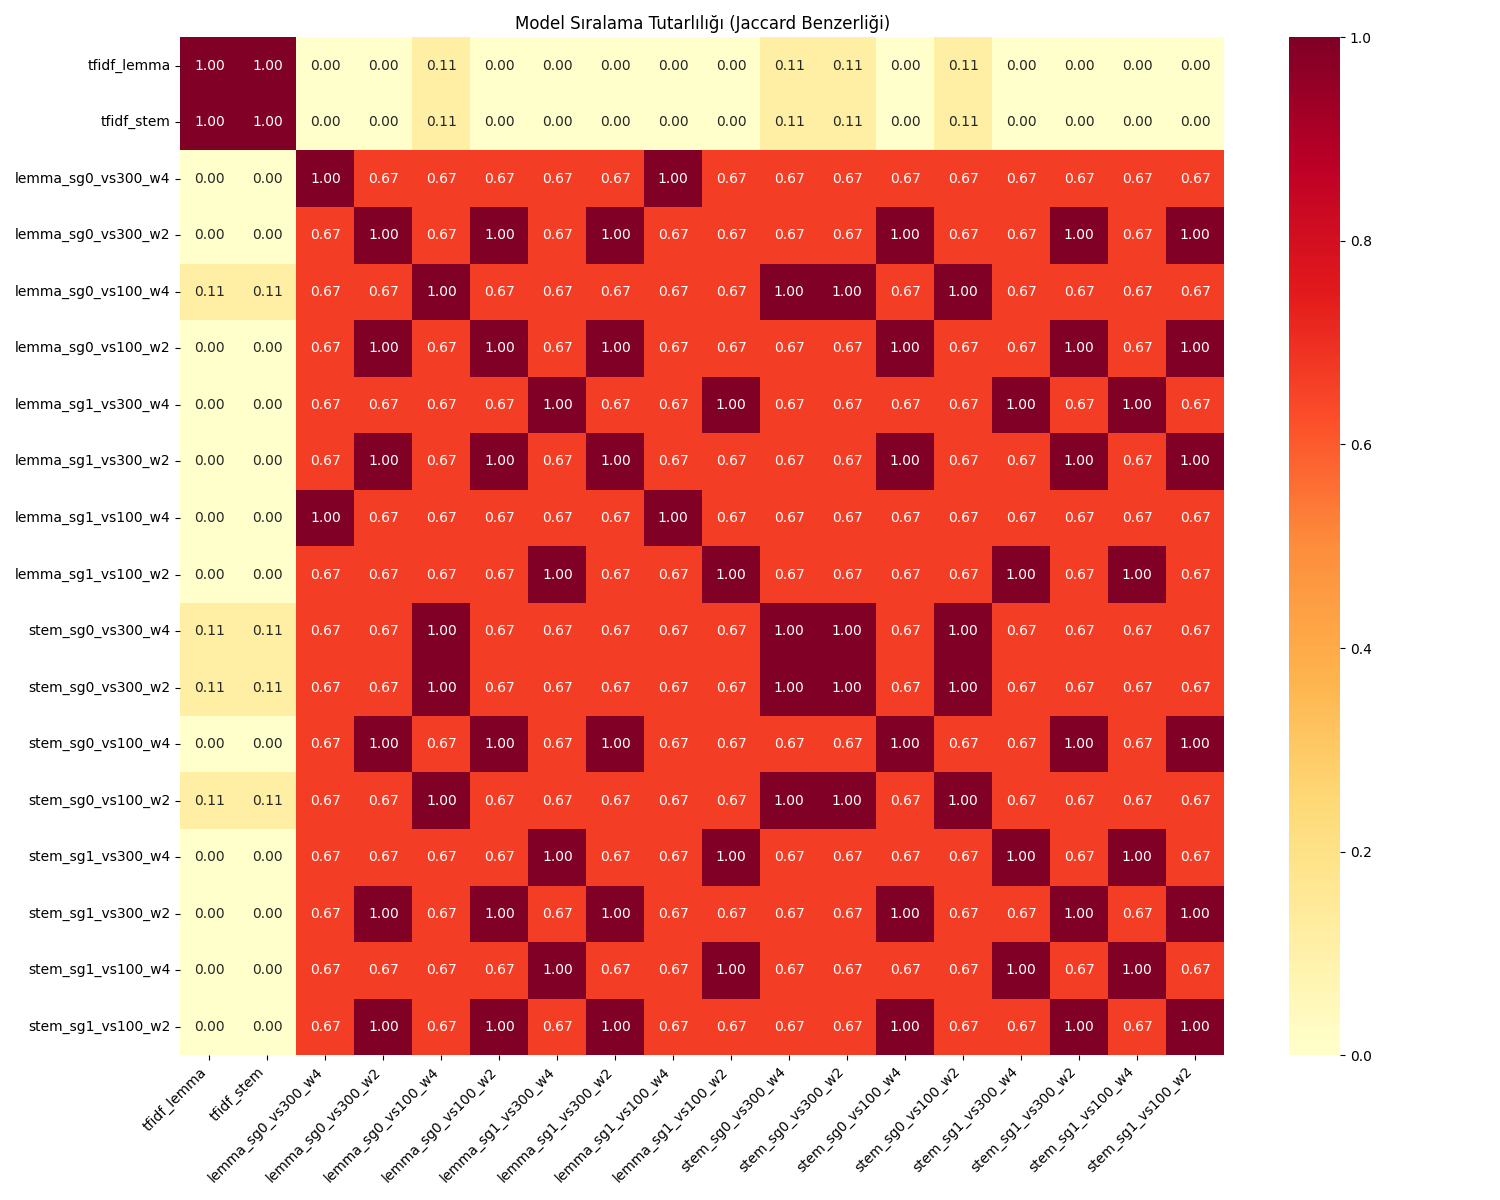 Model Sıralama Tutarlılığı (Jaccard Benzerliği)
tfidf_lemma 1.00 1.00 0.00 0.00 0.11 0.00 0.00 0.00 0.00 0.00 0.11 0.11 0.00 0.11 0.00 0.00 0.00 0.00
tfidf_stem 1.00 1.00 0.00 0.00 0.11 0.00 0.00 0.00 0.00 0.00 0.11 0.11 0.00 0.11 0.00 0.00 0.00 0.00
lemma_sg0_vs300_w4 0.00 0.00 1.00 0.67 0.67 0.67 0.67 0.67 1.00 0.67 0.67 0.67 0.67 0.67 0.67 0.67 0.67 0.67
lemma_sg0_vs300_w2 0.00 0.00 0.67 1.00 0.67 1.00 0.67 1.00 0.67 0.67 0.67 0.67 1.00 0.67 0.67 1.00 0.67 1.00
lemma_sg0_vs100_w4 0.11 0.11 0.67 0.67 1.00 0.67 0.67 0.67 0.67 0.67 1.00 1.00 0.67 1.00 0.67 0.67 0.67 0.67
lemma_sg0_vs100_w2 0.00 0.00 0.67 1.00 0.67 1.00 0.67 1.00 0.67 0.67 0.67 0.67 1.00 0.67 0.67 1.00 0.67 1.00
lemma_sg1_vs300_w4 0.00 0.00 0.67 0.67 0.67 0.67 1.00 0.67 0.67 1.00 0.67 0.67 0.67 0.67 1.00 0.67 1.00 0.67
lemma_sg1_vs300_w2 0.00 0.00 0.67 1.00 0.67 1.00 0.67 1.00 0.67 0.67 0.67 0.67 1.00 0.67 0.67 1.00 0.67 1.00
lemma_sg1_vs100_w4 0.00 0.00 1.00 0.67 0.67 0.67 0.67 0.67 1.00 0.67 0.67 0.67 0.67 0.67 0.67 0.67 0.67 0.67
lemma_sg1_vs100_w2 0.00 0.00 0.67 0.67 0.67 0.67 1.00 0.67 0.67 1.00 0.67 0.67 0.67 0.67 1.00 0.67 1.00 0.67
stem_sg0_vs300_w4 0.11 0.11 0.67 0.67 1.00 0.67 0.67 0.67 0.67 0.67 1.00 1.00 0.67 1.00 0.67 0.67 0.67 0.67
stem_sg0_vs300_w2 0.11 0.11 0.67 0.67 1.00 0.67 0.67 0.67 0.67 0.67 1.00 1.00 0.67 1.00 0.67 0.67 0.67 0.67
stem_sg0_vs100_w4 0.00 0.00 0.67 1.00 0.67 1.00 0.67 1.00 0.67 0.67 0.67 0.67 1.00 0.67 0.67 1.00 0.67 1.00
stem_sg0_vs100_w2 0.11 0.11 0.67 0.67 1.00 0.67 0.67 0.67 0.67 0.67 1.00 1.00 0.67 1.00 0.67 0.67 0.67 0.67
stem_sg1_vs300_w4 0.00 0.00 0.67 0.67 0.67 0.67 1.00 0.67 0.67 1.00 0.67 0.67 0.67 0.67 1.00 0.67 1.00 0.67
stem_sg1_vs300_w2 0.00 0.00 0.67 1.00 0.67 1.00 0.67 1.00 0.67 0.67 0.67 0.67 1.00 0.67 0.67 1.00 0.67 1.00
stem_sg1_vs100_w4 0.00 0.00 0.67 0.67 0.67 0.67 1.00 0.67 0.67 1.00 0.67 0.67 0.67 0.67 1.00 0.67 1.00 0.67
stem_sg1_vs100_w2 0.00 0.00 0.67 1.00 0.67 1.00 0.67 1.00 0.67 0.67 0.67 0.67 1.00 0.67 0.67 1.00 0.67 1.00
tfidf_lemma
tfidf_stem
lemma_sg0_vs300_w4
lemma_sg0_vs300_w2
lemma_sg0_vs100_w4
lemma_sg0_vs100_w2
lemma_sg1_vs300_w4
lemma_sg1_vs300_w2
lemma_sg1_vs100_w4
lemma_sg1_vs100_w2
stem_sg0_vs300_w4
stem_sg0_vs300_w2
stem_sg0_vs100_w4
stem_sg0_vs100_w2
stem_sg1_vs300_w4
stem_sg1_vs300_w2
stem_sg1_vs100_w4
stem_sg1_vs100_w2
1.0
0.8
0.6
0.4
0.2
0.0